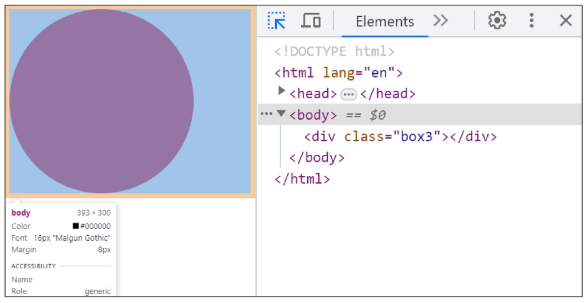 Elements
<!DOCTYPE html>
<html lang="en">
<head> ••• </head>
••• <body> == $0
<div class="box3"></div>
</body>
</html>
body 393 × 300
Color #000000
Font 16px "Malgun Gothic"
Margin 8px
ACCESSIBILITY
Name
Role generic